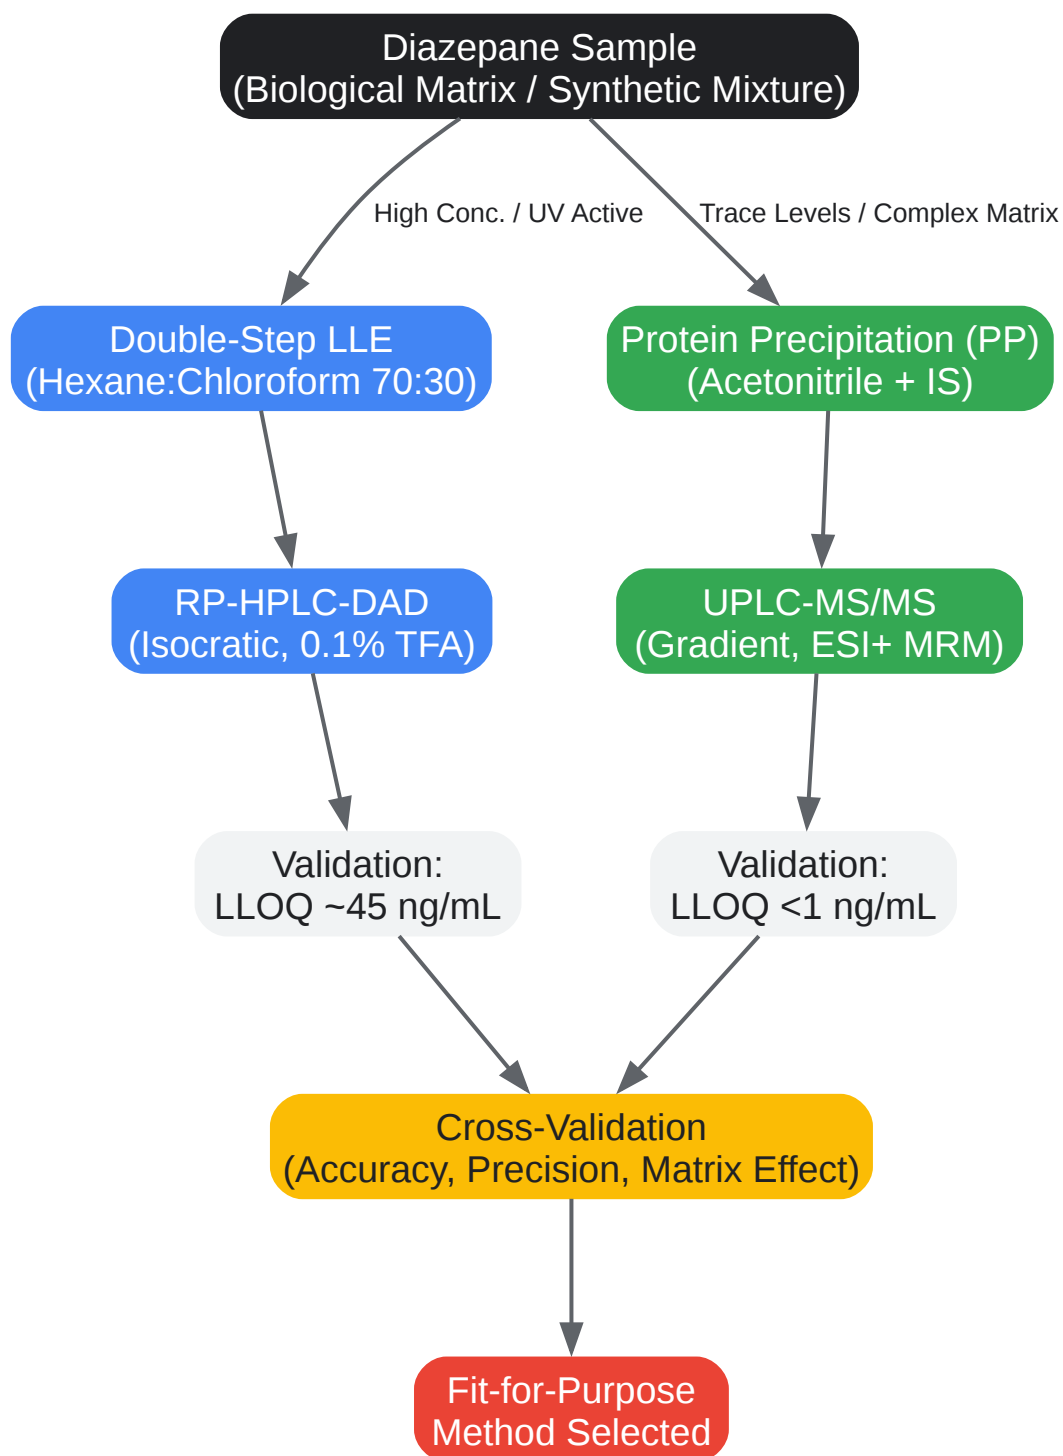 Diazepane Sample
(Biological Matrix / Synthetic Mixture)
High Conc. / UV Active
Trace Levels / Complex Matrix
Double-Step LLE
(Hexane:Chloroform 70:30)
Protein Precipitation (PP)
(Acetonitrile + IS)
RP-HPLC-DAD
(Isocratic, 0.1% TFA)
UPLC-MS/MS
(Gradient, ESI+ MRM)
Validation:
LLOQ ~45 ng/mL
Validation:
LLOQ <1 ng/mL
Cross-Validation
(Accuracy, Precision, Matrix Effect)
Fit-for-Purpose
Method Selected